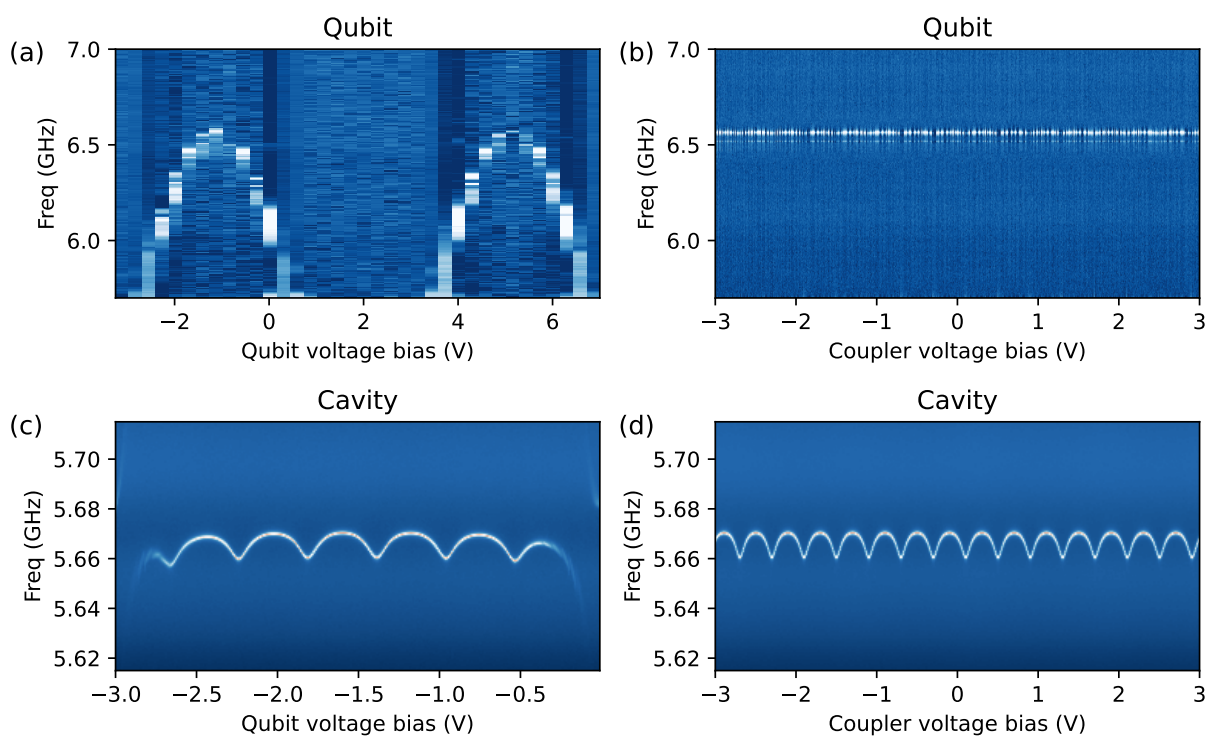 (a)
Qubit
7.0
6.5
6.0
Freq (GHz)
−2 0 2 4 6
Qubit voltage bias (V)
(b)
Qubit
7.0
6.5
6.0
Freq (GHz)
−3 −2 −1 0 1 2 3
Coupler voltage bias (V)
(c)
Cavity
5.70
5.68
5.66
5.64
5.62
Freq (GHz)
−3.0 −2.5 −2.0 −1.5 −1.0 −0.5
Qubit voltage bias (V)
(d)
Cavity
5.70
5.68
5.66
5.64
5.62
Freq (GHz)
−3 −2 −1 0 1 2 3
Coupler voltage bias (V)